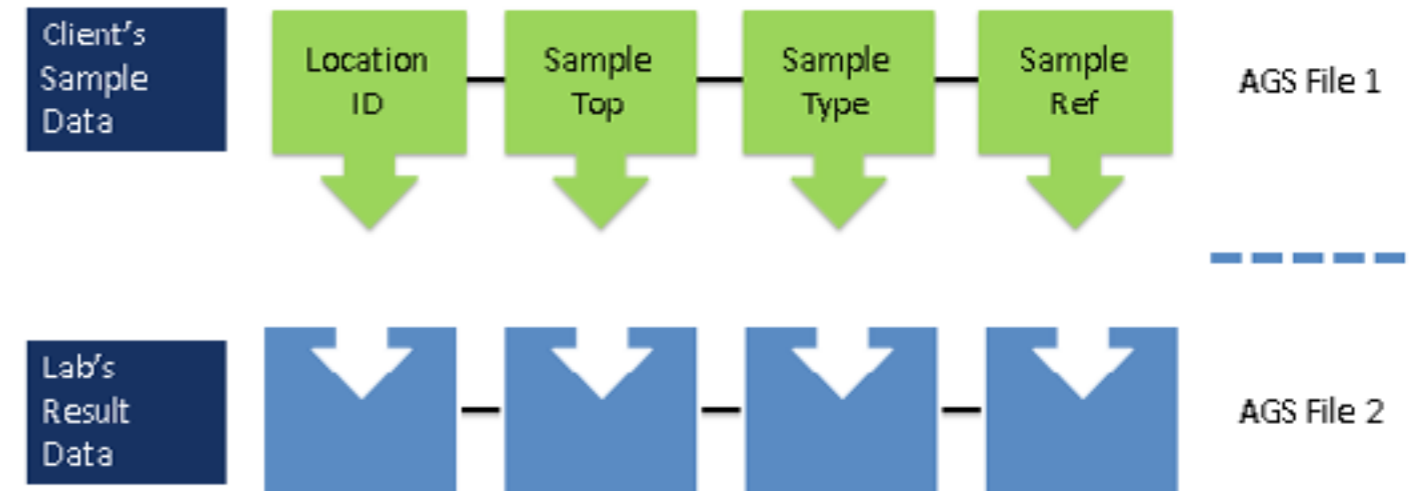 Client's
Sample
Data
Location
ID
Sample
Top
Sample
Type
Sample
Ref
AGS File 1
Lab's
Result
Data
AGS File 2